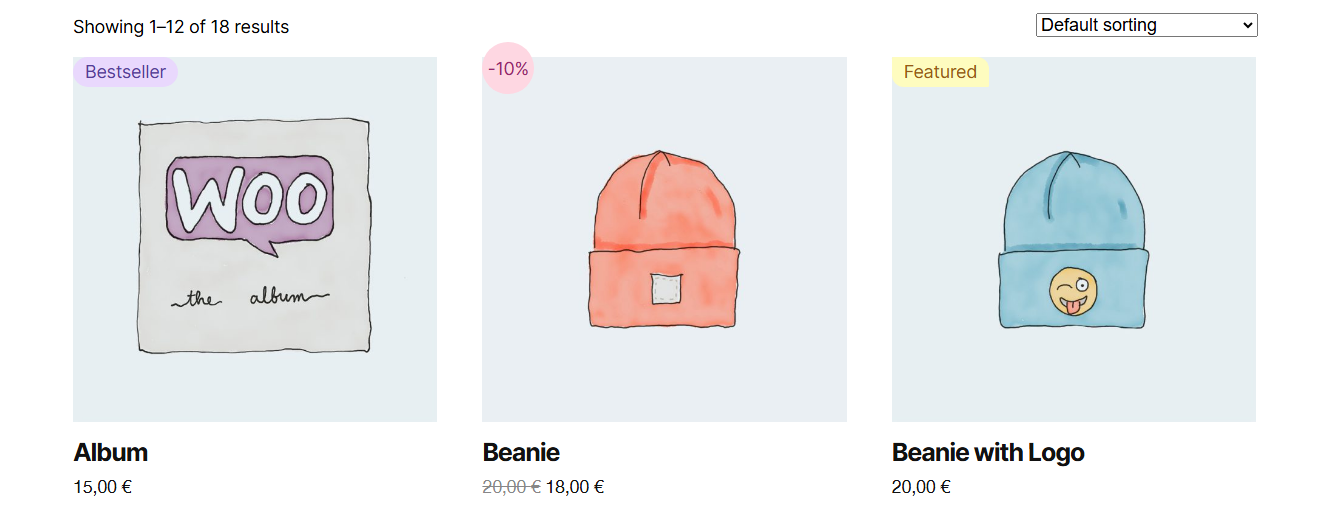 Showing 1–12 of 18 results
Default sorting
Bestseller
-10%
Featured
WOO
the album
Album
Beanie
Beanie with Logo
15,00 €
20,00 € 18,00 €
20,00 €